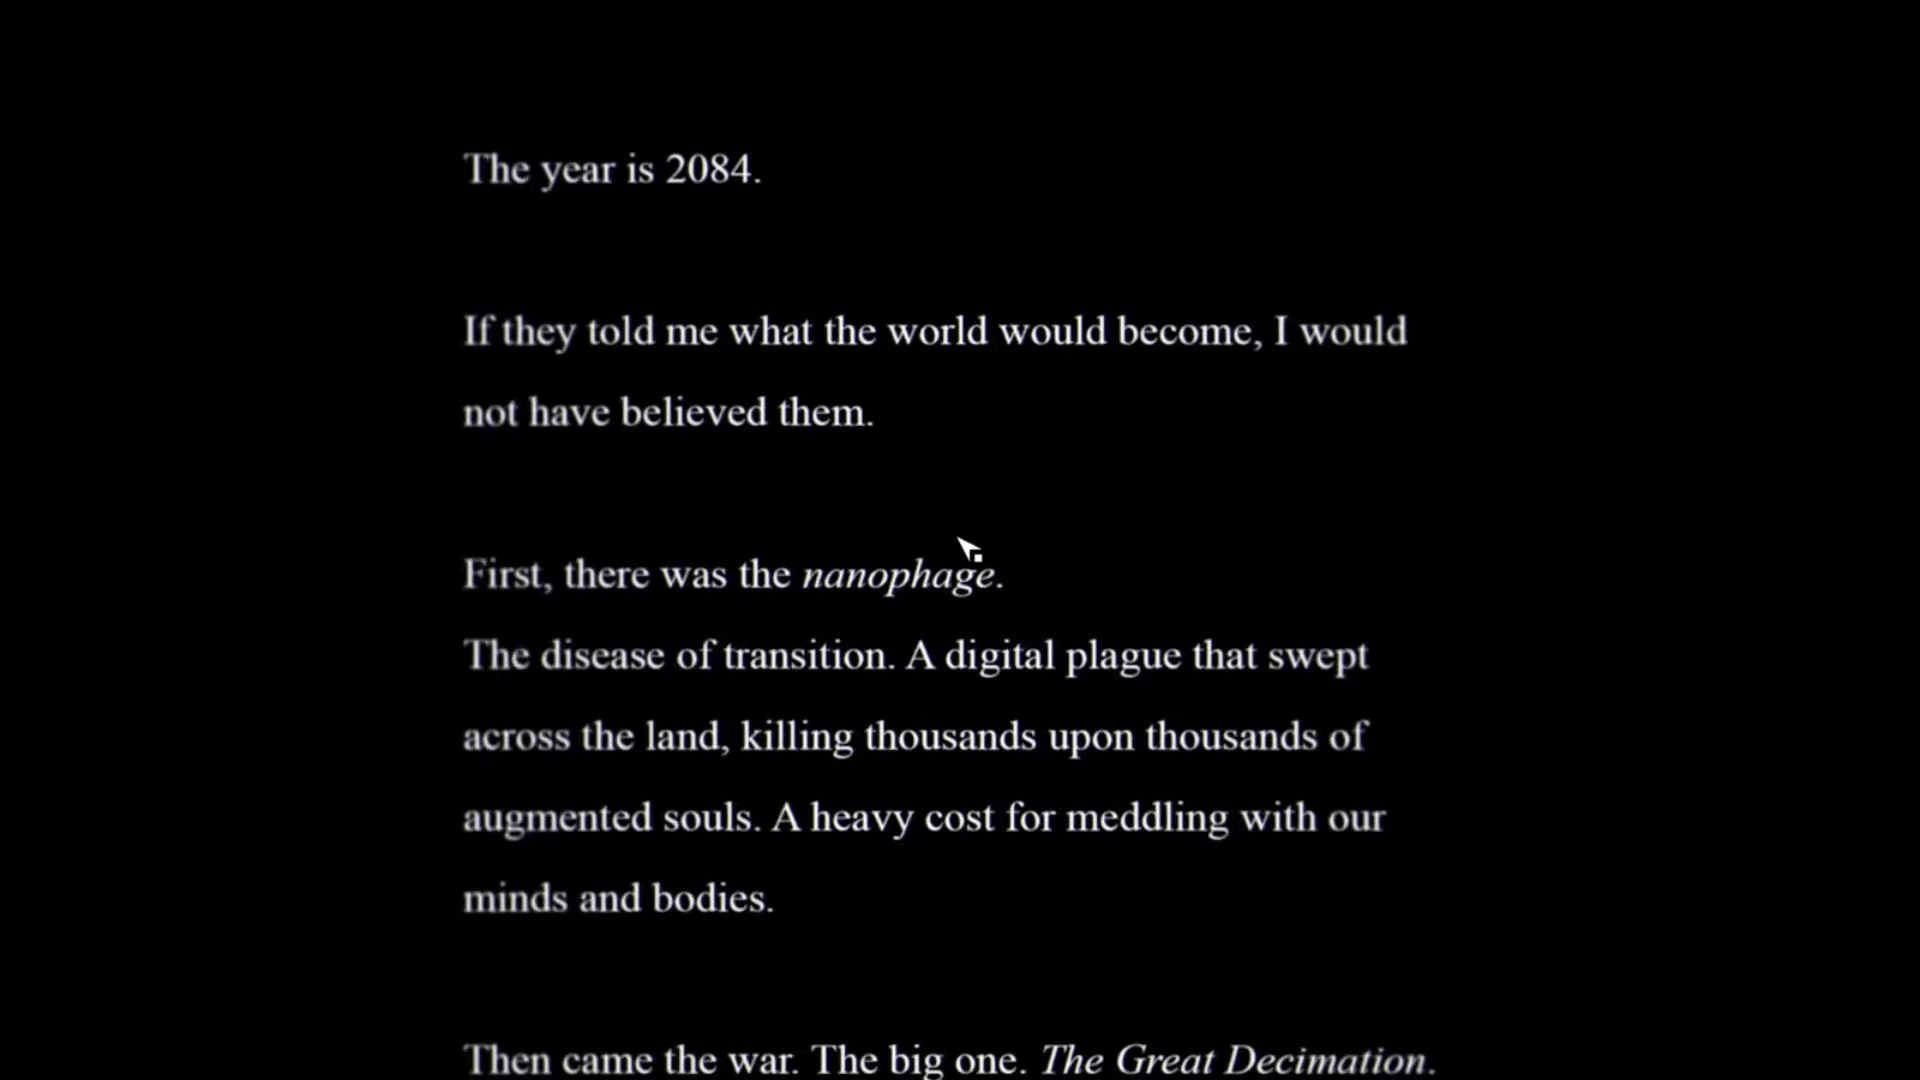 The year is 2084.
If they told me what the world would become, I would
not have believed them.
First, there was the nanophage.
The disease of transition. A digital plague that swept
across the land, killing thousands upon thousands of
augmented souls. A heavy cost for meddling with our
minds and bodies.
Then came the war. The big one. The Great Decimation.